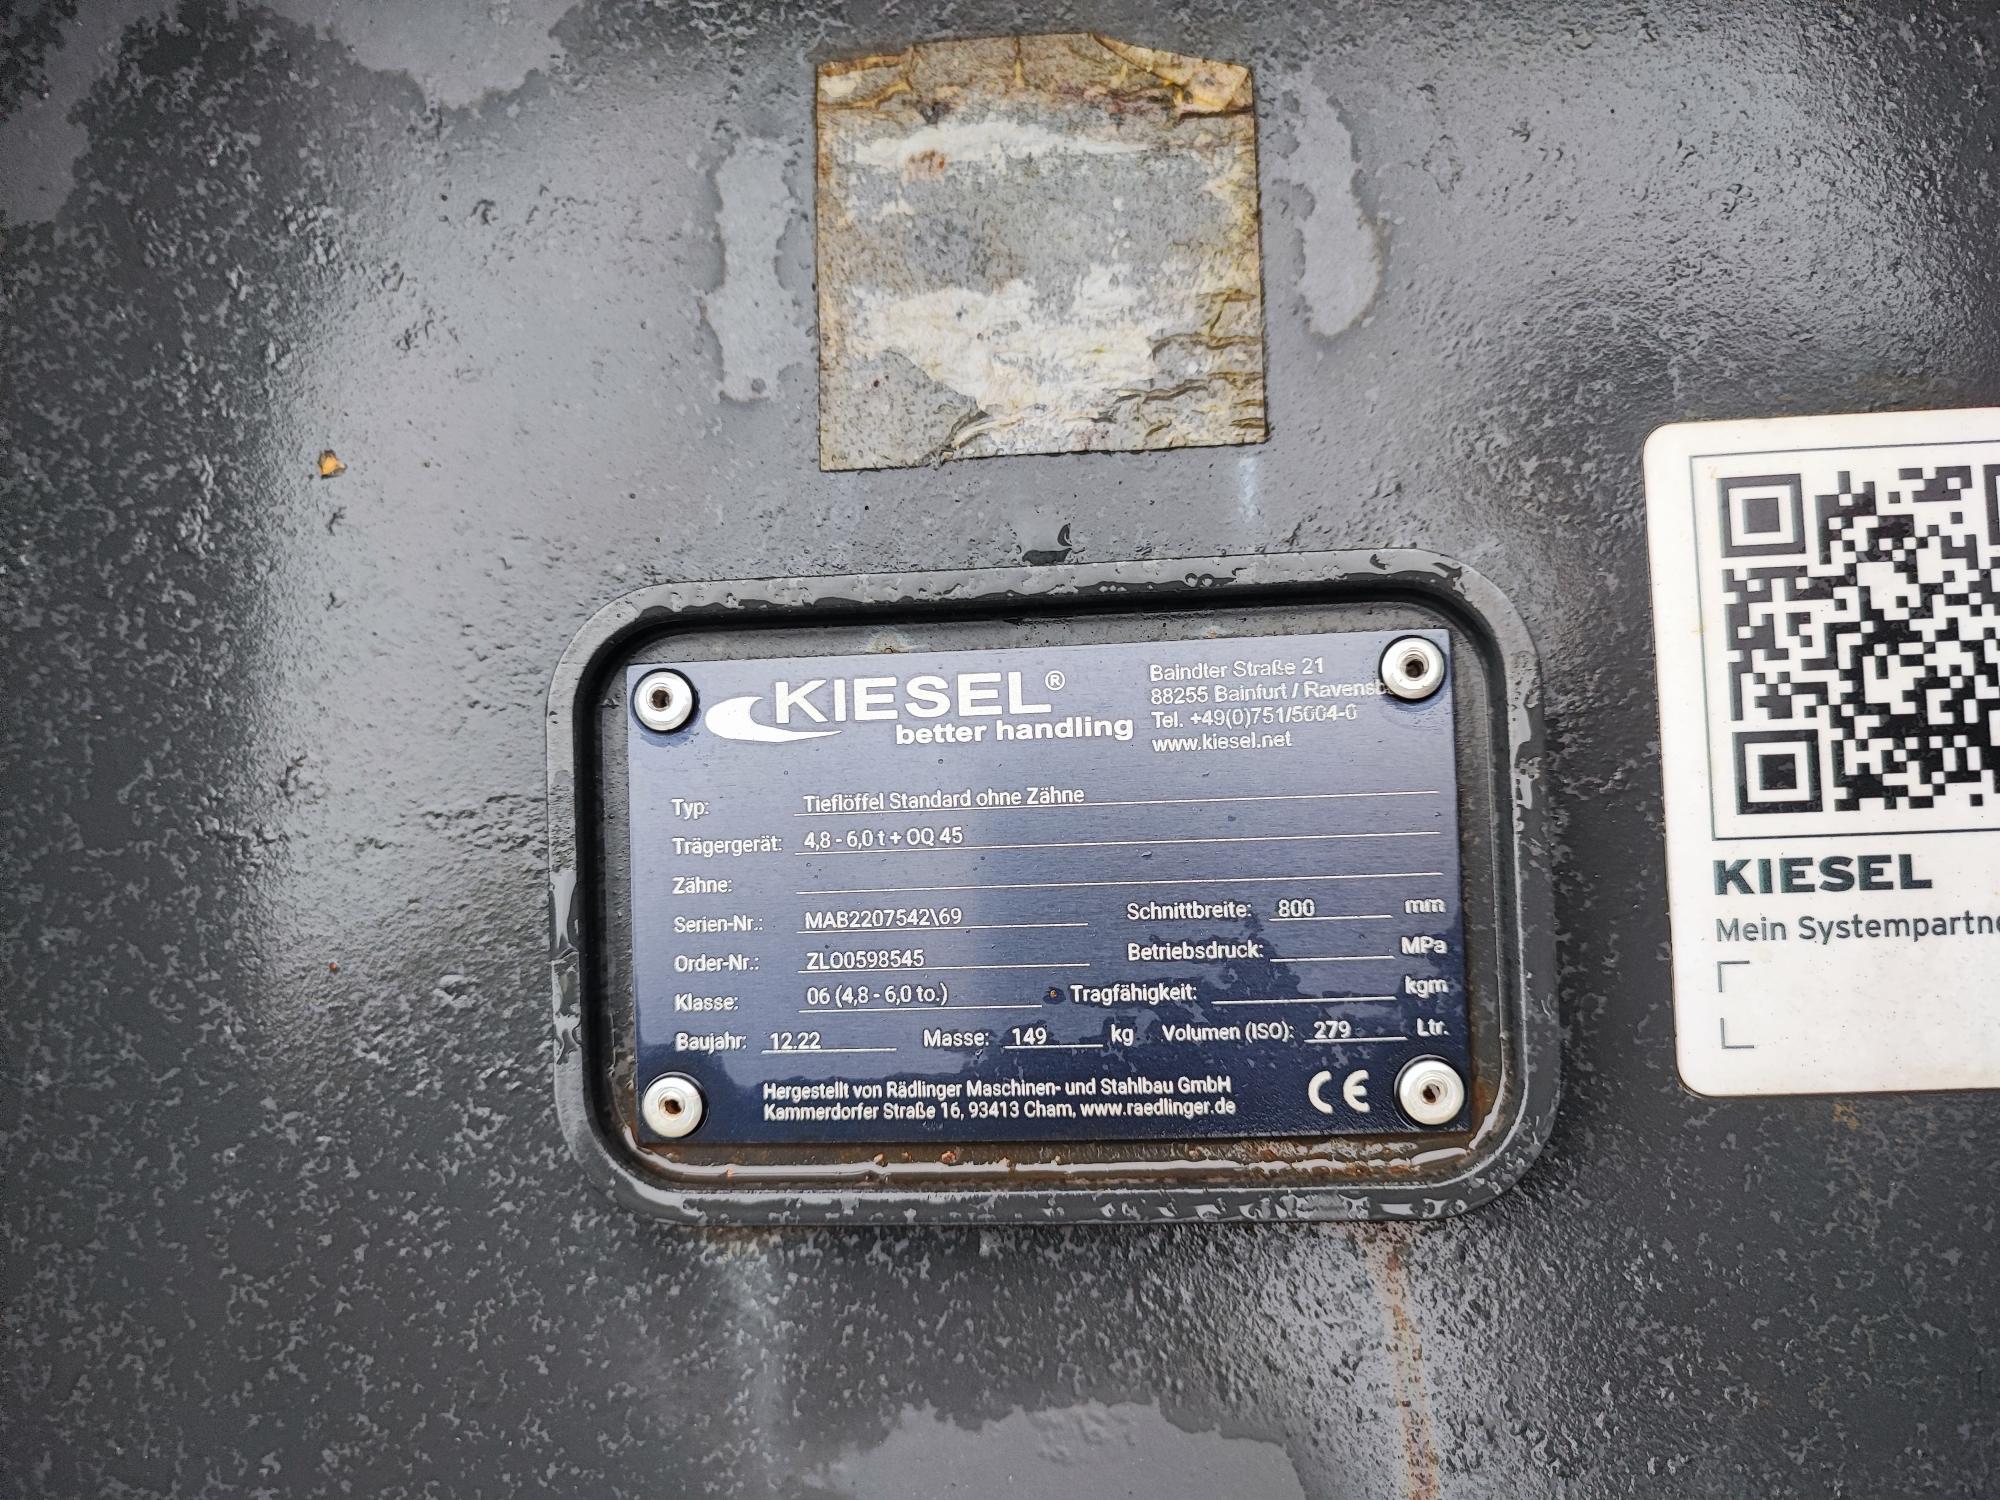 KIESEL®
better handling
Baindter Straße 21
88255 Bainfurt /
Tel. +49(0)751/5004-0
www.kiesel.net
Typ: Tieflöffel Standard ohne Zähne
Trägergerät: 4,8 - 6,0 t + OQ 45
Zähne:
Serien-Nr.: MAB2207542\69 Schnittbreite: 800 mm
Order-Nr.: ZLO0598545 Betriebsdruck: MPa
Klasse: 06 (4,8 - 6,0 to.) Tragfähigkeit: kgm
Baujahr: 12.22 Masse: 149 kg Volumen (ISO): 279 Ltr.
Hergestellt von Rädlinger Maschinen- und Stahlbau GmbH
Kammerdorfer Straße 16, 93413 Cham, www.raedlinger.de
CE
KIESEL
Mein